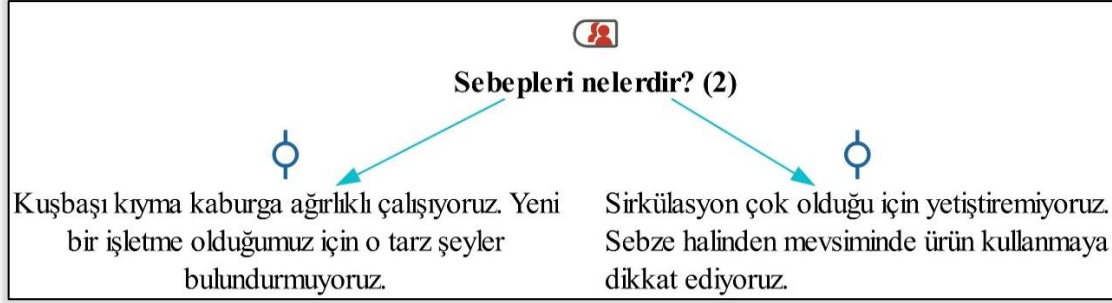 Sebepleri nelerdir? (2)
Kuşbaşı kıyma kaburga ağırlıklı çalışıyoruz. Yeni
bir işletme olduğumuz için o tarz şeyler
bulundurmuyoruz.
Sirkülasyon çok olduğu için yetiştiremiyoruz.
Sebze halinden mevsiminde ürün kullanmaya
dikkat ediyoruz.